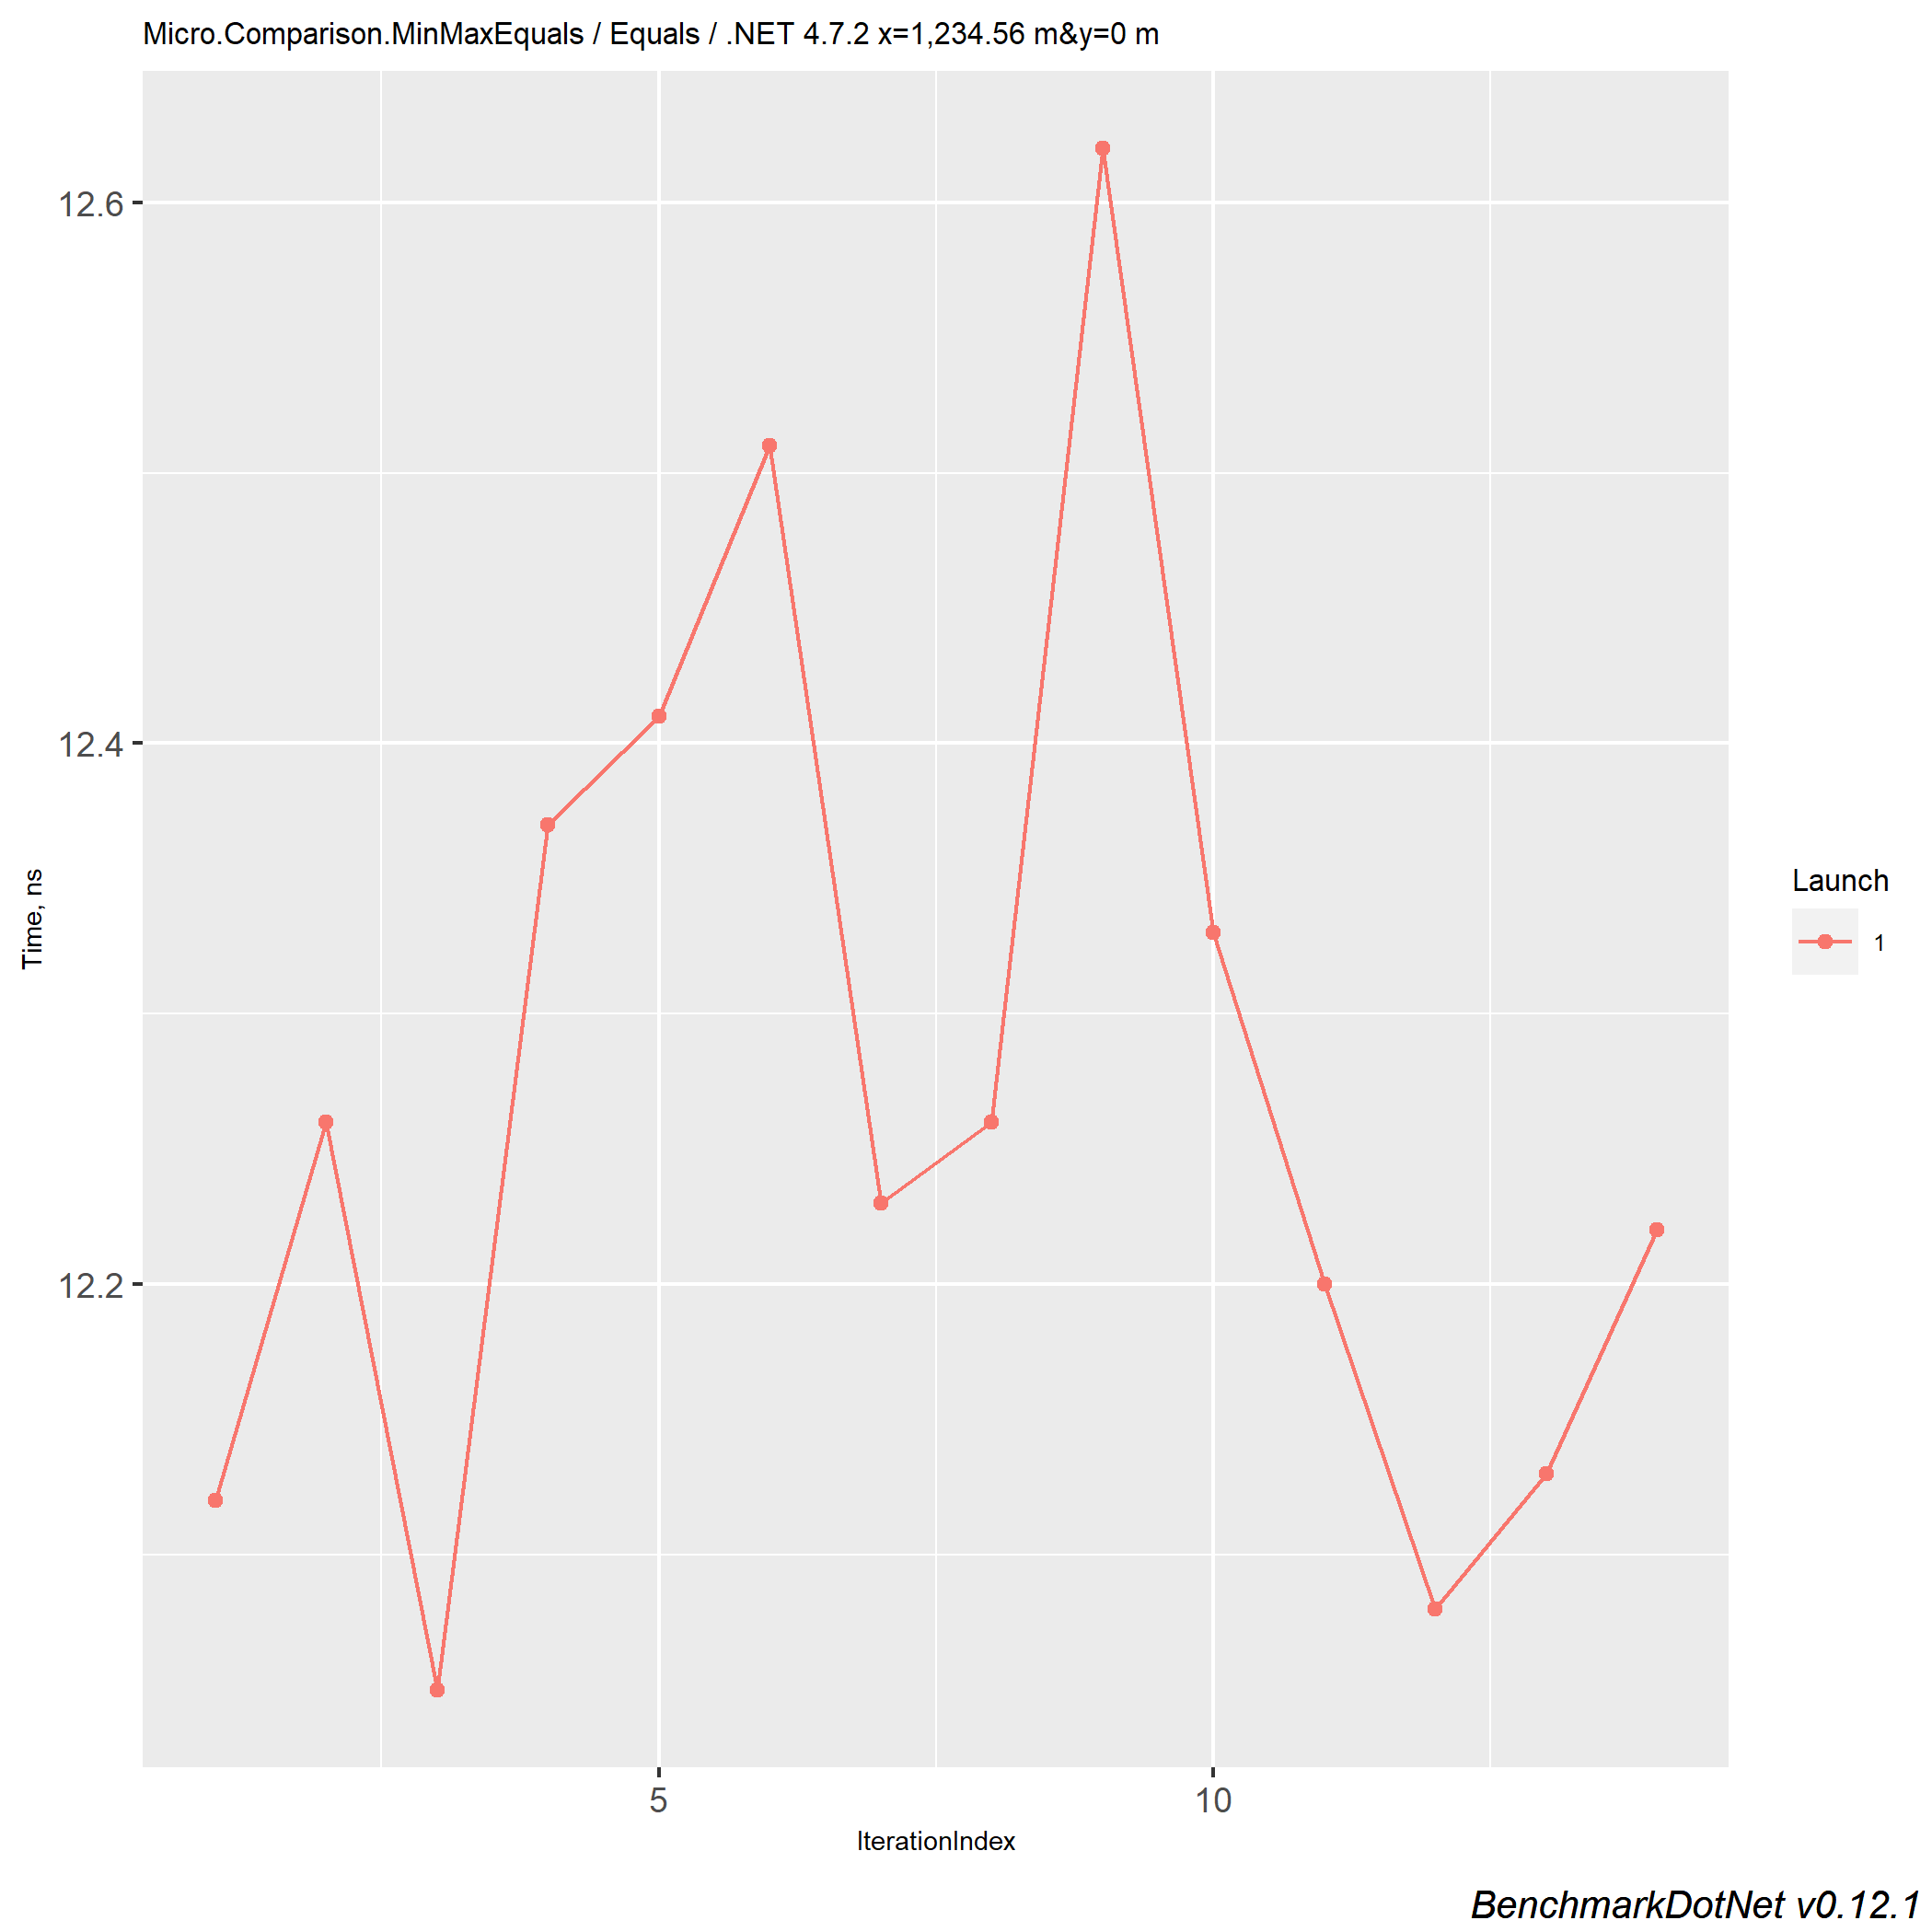 Micro.Comparison.MinMaxEquals / Equals / .NET 4.7.2 x=1,234.56 m&y=0 m
12.6
12.4
12.2
Time, ns
5
10
IterationIndex
Launch
1
BenchmarkDotNet v0.12.1